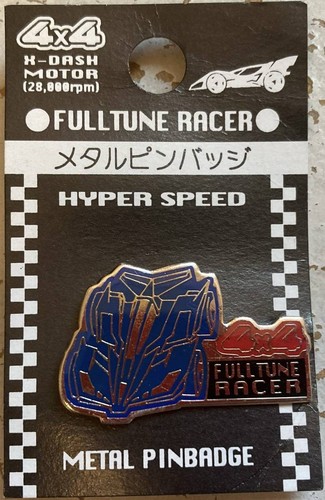 4x4
X-DASH
MOTOR
(28,000rpm)
●FULLTUNE RACER●
メタルピンバッジ
HYPER SPEED
4x4
FULLTUNE
RACER
METAL PINBADGE